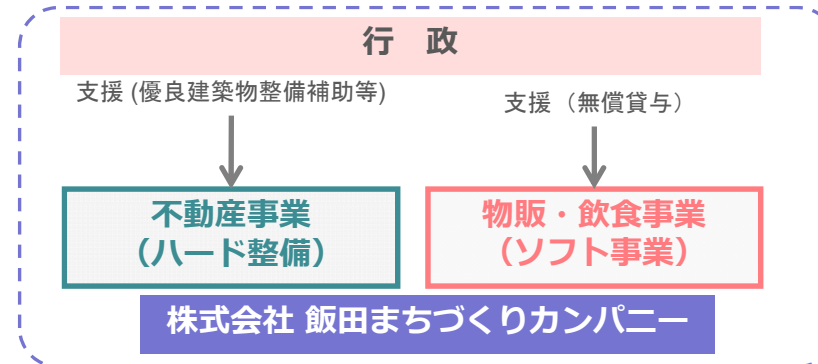 行　政
支援 (優良建築物整備補助等)
支援（無償貸与）
不動産事業
（ハード整備）
物販・飲食事業
（ソフト事業）
株式会社 飯田まちづくりカンパニー